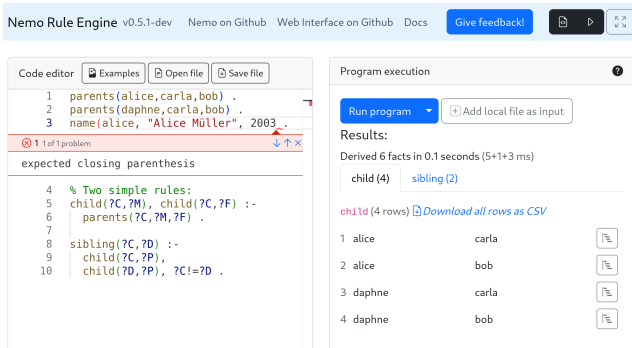 Nemo Rule Engine v0.5.1-dev Nemo on Github Web Interface on Github Docs Give feedback!
Code editor Examples Open file Save file
1 parents(alice,carla,bob) .
2 parents(daphne,carla,bob) .
3 name(alice, "Alice Müller", 2003 .
1 1 of 1 problem
expected closing parenthesis
4 % Two simple rules:
5 child(?C,?M), child(?C,?F) :-
6 parents(?C,?M,?F) .
7
8 sibling(?C,?D) :-
9 child(?C,?P),
10 child(?D,?P), ?C!=?D .
Program execution ?
Run program Add local file as input
Results:
Derived 6 facts in 0.1 seconds (5+1+3 ms)
child (4) sibling (2)
child (4 rows) Download all rows as CSV
1 alice carla
2 alice bob
3 daphne carla
4 daphne bob